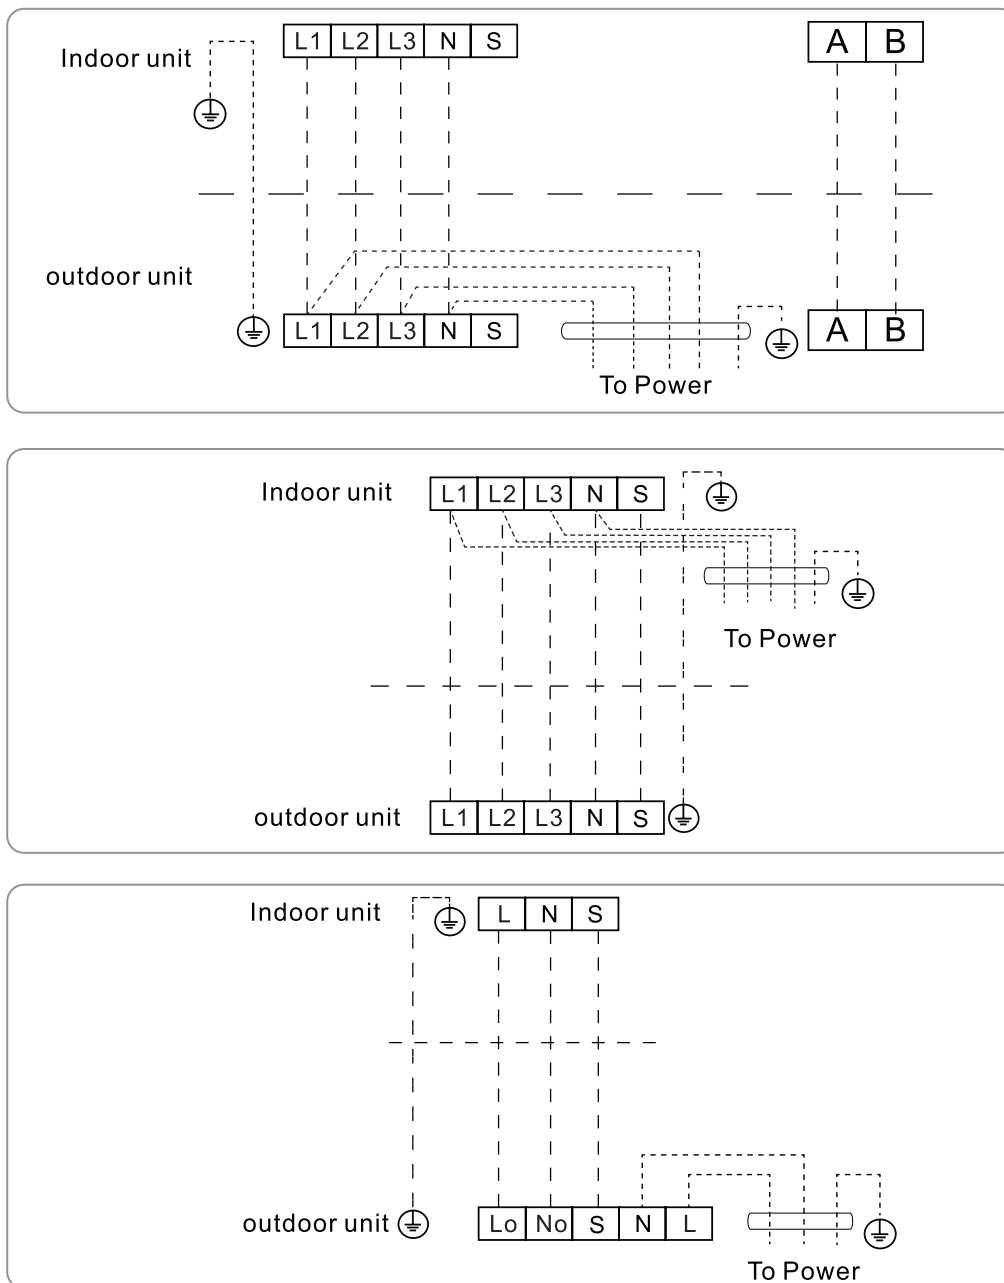 Indoor unit
L1 L2 L3 N S
A B
outdoor unit
L1 L2 L3 N S
A B
To Power
Indoor unit
L1 L2 L3 N S
To Power
outdoor unit
L1 L2 L3 N S
Indoor unit
L N S
outdoor unit
Lo No S N L
To Power